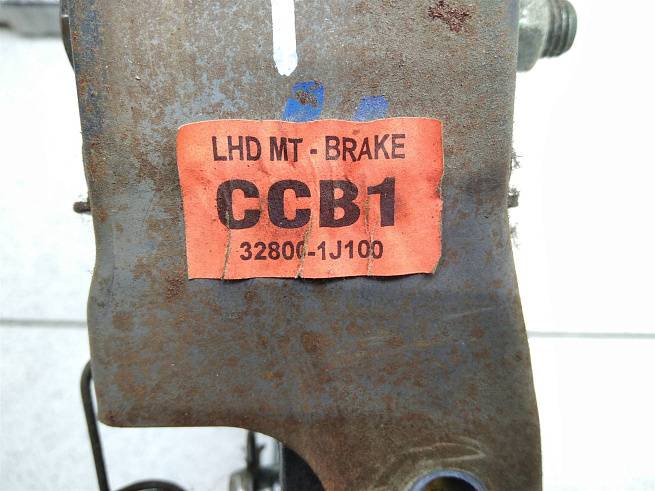 LHD MT - BRAKE
CCB1
32800-1J100